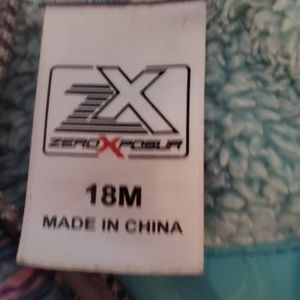 ZX
ZEROXPOSUR
18M
MADE IN CHINA